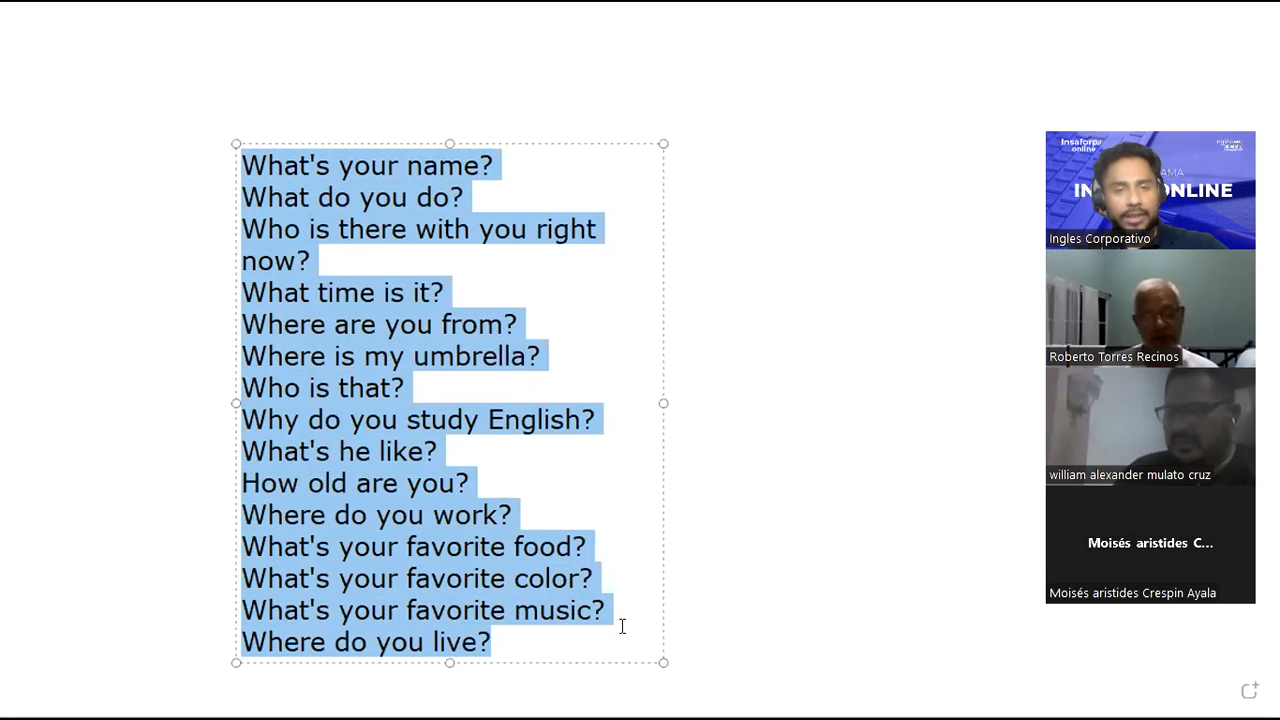 What's your name?
What do you do?
Who is there with you right
now?
What time is it?
Where are you from?
Where is my umbrella?
Who is that?
Why do you study English?
What's he like?
How old are you?
Where do you work?
What's your favorite food?
What's your favorite color?
What's your favorite music?
Where do you live?
online
AMA
IN ONLINE
Ingles Corporativo
Roberto Torres Recinos
william alexander mulato cruz
Moisés aristides C...
Moisés aristides Crespin Ayala